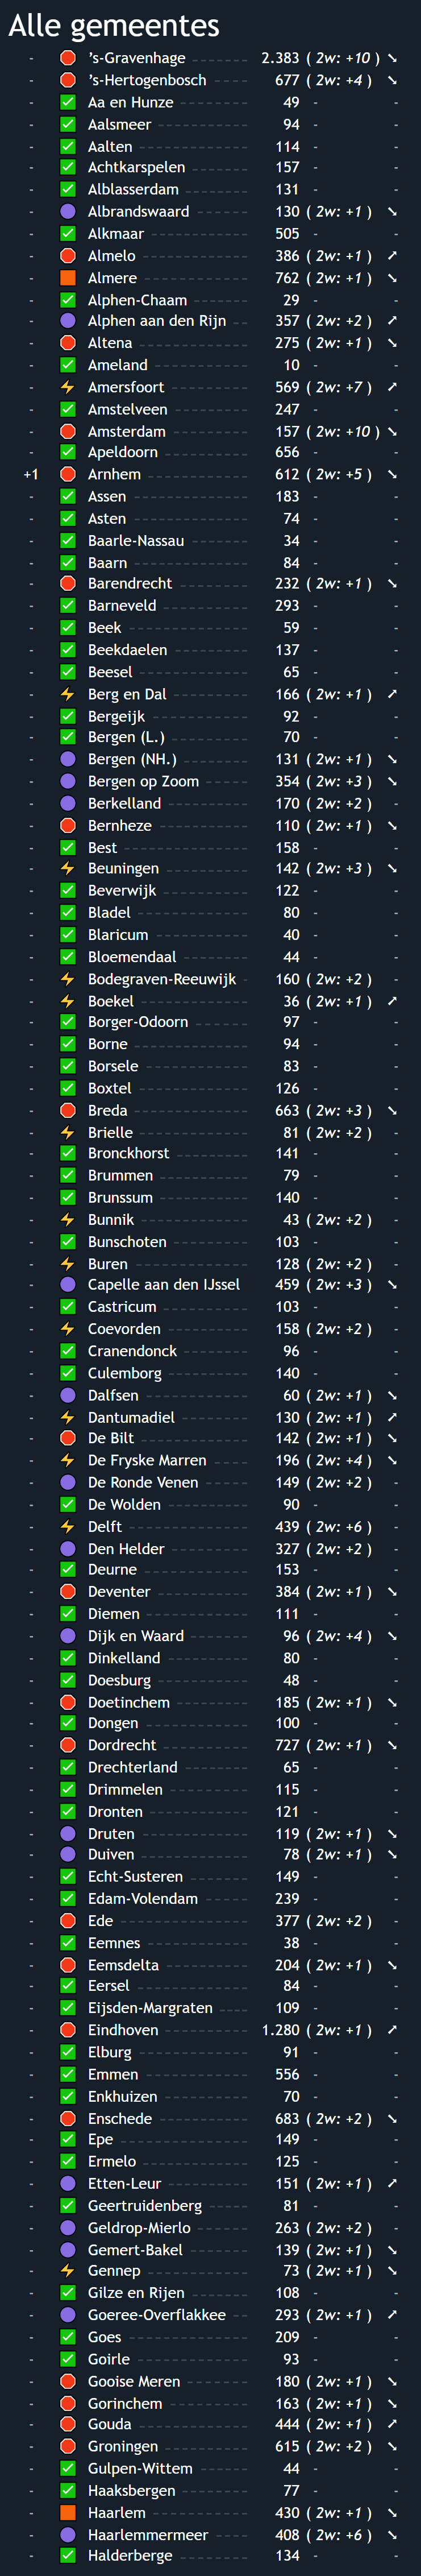 Alle gemeentes
- 's-Gravenhage 2.383 ( 2w: +10 ) ➘
- 's-Hertogenbosch 677 ( 2w: +4 ) ➘
- Aa en Hunze 49 - -
- Aalsmeer 94 - -
- Aalten 114 - -
- Achtkarspelen 157 - -
- Alblasserdam 131 - -
- Albrandswaard 130 ( 2w: +1 ) ➘
- Alkmaar 505 - -
- Almelo 386 ( 2w: +1 ) ➚
- Almere 762 ( 2w: +1 ) ➘
- Alphen-Chaam 29 - -
- Alphen aan den Rijn 357 ( 2w: +2 ) ➚
- Altena 275 ( 2w: +1 ) ➘
- Ameland 10 - -
- Amersfoort 569 ( 2w: +7 ) ➚
- Amstelveen 247 - -
- Amsterdam 157 ( 2w: +10 ) ➘
- Apeldoorn 656 - -
+1 Arnhem 612 ( 2w: +5 ) ➘
- Assen 183 - -
- Asten 74 - -
- Baarle-Nassau 34 - -
- Baarn 84 - -
- Barendrecht 232 ( 2w: +1 ) ➘
- Barneveld 293 - -
- Beek 59 - -
- Beekdaelen 137 - -
- Beesel 65 - -
- Berg en Dal 166 ( 2w: +1 ) ➚
- Bergeijk 92 - -
- Bergen (L.) 70 - -
- Bergen (NH.) 131 ( 2w: +1 ) ➘
- Bergen op Zoom 354 ( 2w: +3 ) ➘
- Berkelland 170 ( 2w: +2 ) -
- Bernheze 110 ( 2w: +1 ) ➘
- Best 158 - -
- Beuningen 142 ( 2w: +3 ) ➘
- Beverwijk 122 - -
- Bladel 80 - -
- Blaricum 40 - -
- Bloemendaal 44 - -
- Bodegraven-Reeuwijk 160 ( 2w: +2 ) -
- Boekel 36 ( 2w: +1 ) ➚
- Borger-Odoorn 97 - -
- Borne 94 - -
- Borsele 83 - -
- Boxtel 126 - -
- Breda 663 ( 2w: +3 ) ➘
- Brielle 81 ( 2w: +2 ) -
- Bronckhorst 141 - -
- Brummen 79 - -
- Brunssum 140 - -
- Bunnik 43 ( 2w: +2 ) -
- Bunschoten 103 - -
- Buren 128 ( 2w: +2 ) -
- Capelle aan den IJssel 459 ( 2w: +3 ) ➘
- Castricum 103 - -
- Coevorden 158 ( 2w: +2 ) -
- Cranendonck 96 - -
- Culemborg 140 - -
- Dalfsen 60 ( 2w: +1 ) ➘
- Dantumadiel 130 ( 2w: +1 ) ➚
- De Bilt 142 ( 2w: +1 ) ➘
- De Fryske Marren 196 ( 2w: +4 ) ➘
- De Ronde Venen 149 ( 2w: +2 ) -
- De Wolden 90 - -
- Delft 439 ( 2w: +6 ) -
- Den Helder 327 ( 2w: +2 ) -
- Deurne 153 - -
- Deventer 384 ( 2w: +1 ) ➘
- Diemen 111 - -
- Dijk en Waard 96 ( 2w: +4 ) ➘
- Dinkelland 80 - -
- Doesburg 48 - -
- Doetinchem 185 ( 2w: +1 ) ➘
- Dongen 100 - -
- Dordrecht 727 ( 2w: +1 ) ➘
- Drechterland 65 - -
- Drimmelen 115 - -
- Dronten 121 - -
- Druten 119 ( 2w: +1 ) ➘
- Duiven 78 ( 2w: +1 ) ➘
- Echt-Susteren 149 - -
- Edam-Volendam 239 - -
- Ede 377 ( 2w: +2 ) -
- Eemnes 38 - -
- Eemsdelta 204 ( 2w: +1 ) ➘
- Eersel 84 - -
- Eijsden-Margraten 109 - -
- Eindhoven 1.280 ( 2w: +1 ) ➚
- Elburg 91 - -
- Emmen 556 - -
- Enkhuizen 70 - -
- Enschede 683 ( 2w: +2 ) ➘
- Epe 149 - -
- Ermelo 125 - -
- Etten-Leur 151 ( 2w: +1 ) ➚
- Geertruidenberg 81 - -
- Geldrop-Mierlo 263 ( 2w: +2 ) -
- Gemert-Bakel 139 ( 2w: +1 ) ➘
- Gennep 73 ( 2w: +1 ) ➘
- Gilze en Rijen 108 - -
- Goeree-Overflakkee 293 ( 2w: +1 ) ➚
- Goes 209 - -
- Goirle 93 - -
- Gooise Meren 180 ( 2w: +1 ) ➘
- Gorinchem 163 ( 2w: +1 ) ➘
- Gouda 444 ( 2w: +1 ) ➚
- Groningen 615 ( 2w: +2 ) ➘
- Gulpen-Wittem 44 - -
- Haaksbergen 77 - -
- Haarlem 430 ( 2w: +1 ) ➘
- Haarlemmermeer 408 ( 2w: +6 ) ➘
- Halderberge 134 - -